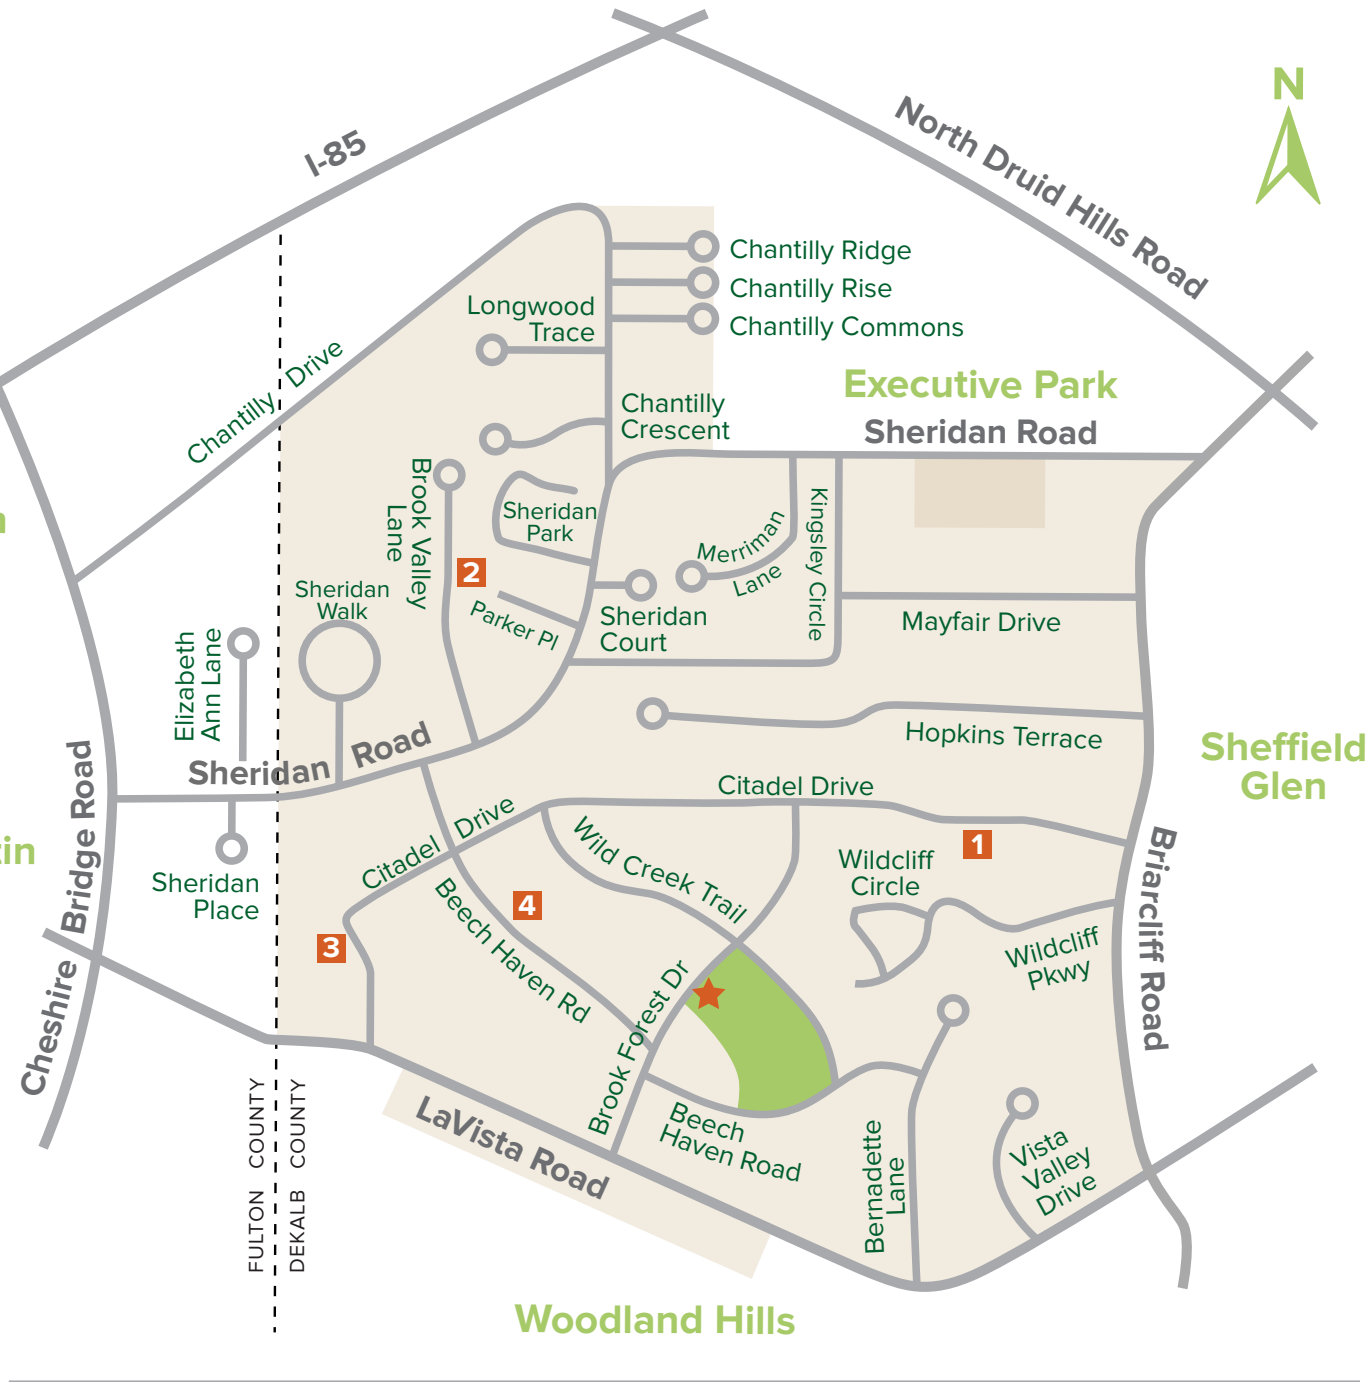 N
I-85
North Druid Hills Road
Chantilly Ridge
Chantilly Rise
Chantilly Commons
Longwood
Trace
Chantilly Drive
Executive Park
Sheridan Road
Chantilly
Crescent
Brook Valley
Lane
Sheridan
Park
Merriman
Lane
Kingsley Circle
2
Sheridan
Walk
Parker Pl
Sheridan
Court
Mayfair Drive
Elizabeth
Ann Lane
Hopkins Terrace
Sheffield
Glen
Sheridan Road
Cheshire Bridge Road
Citadel Drive
Citadel Drive
Wild Creek Trail
1
Wildcliff
Circle
Briarcliff Road
tin
Sheridan
Place
4
3
Beech Haven Rd
Wildcliff
Pkwy
Brook Forest Dr
LaVista Road
Beech
Haven Road
Bernadette
Lane
Vista
Valley
Drive
FULTON COUNTY
DEKALB COUNTY
Woodland Hills